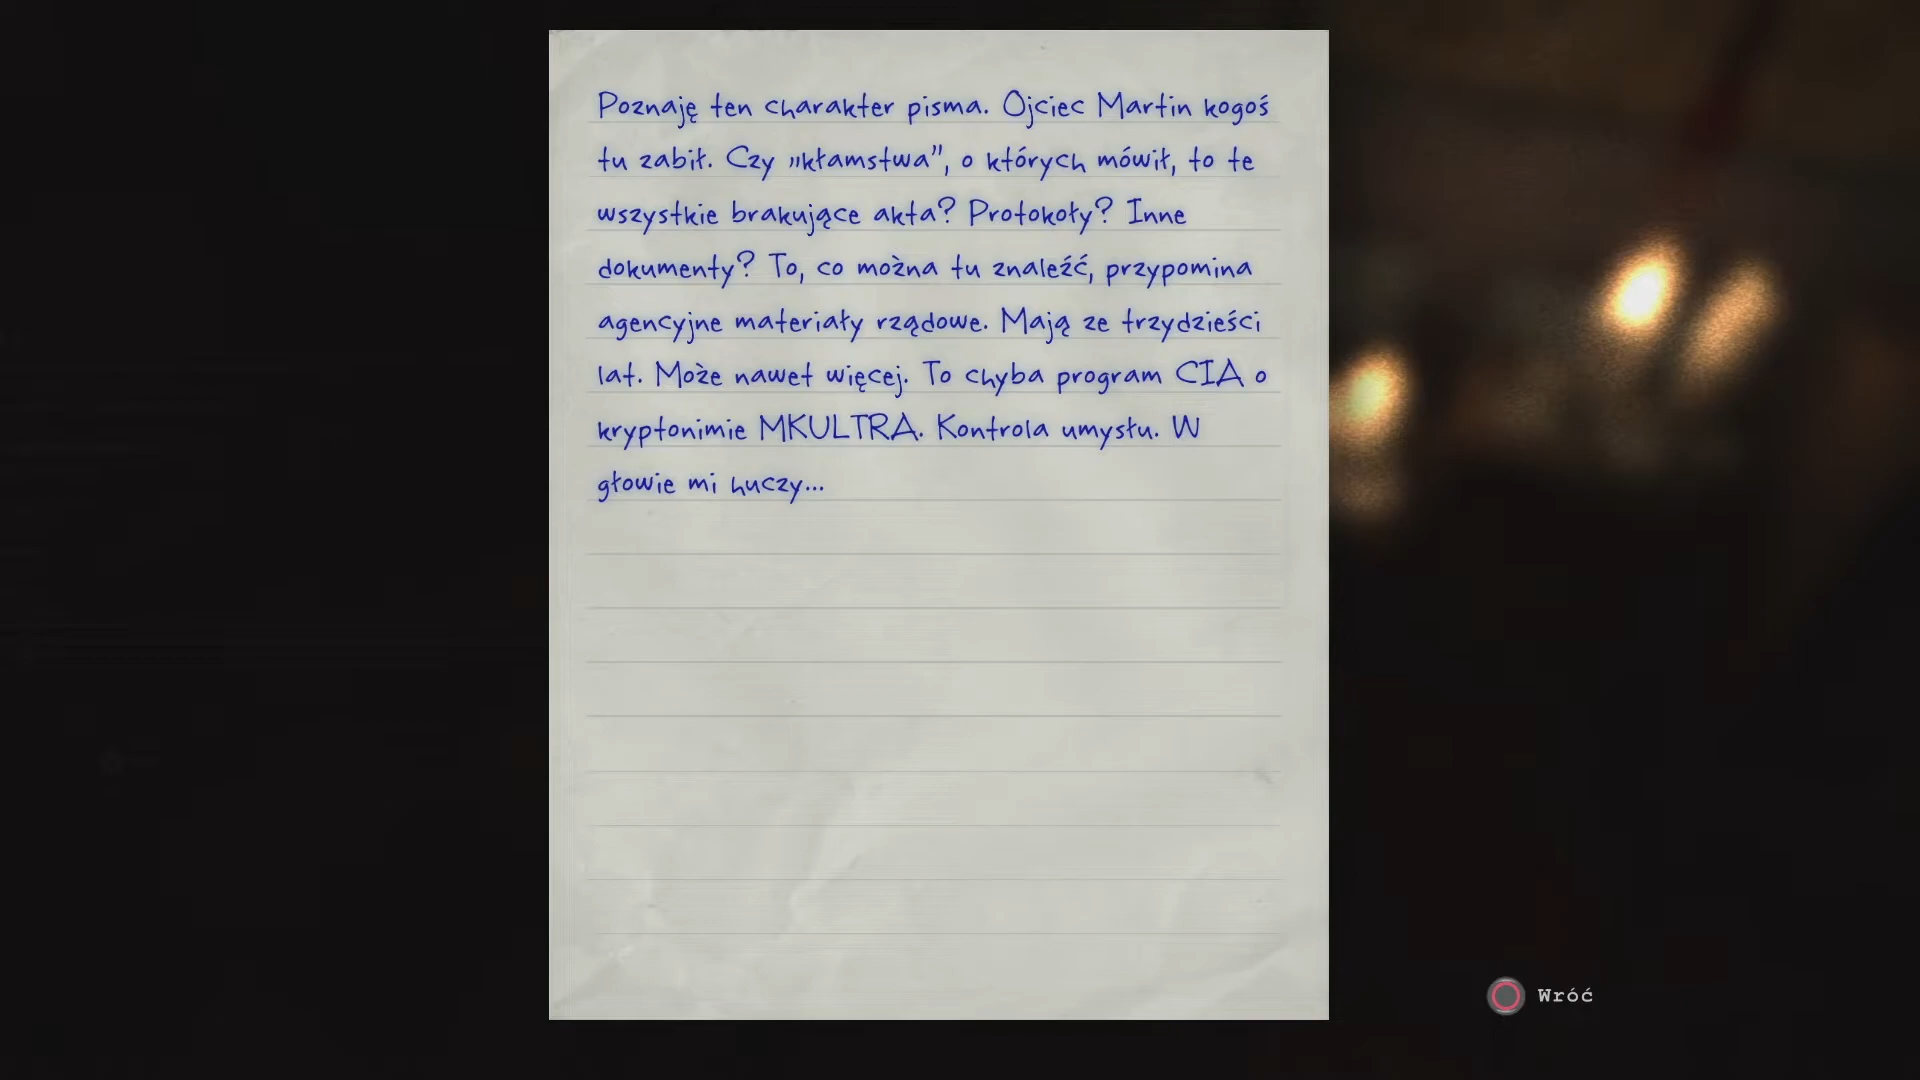 Poznaję ten charakter pisma. Ojciec Martin kogoś
tu zabił. Czy „kłamstwa”, o których mówił, to te
wszystkie brakujące akta? Protokoły? Inne
dokumenty? To, co można tu znaleźć, przypomina
agencyjne materiały rządowe. Mają ze trzydzieści
lat. Może nawet więcej. To chyba program CIA o
kryptonimie MKULTRA. Kontrola umysłu. W
głowie mi huczy...
Wróć